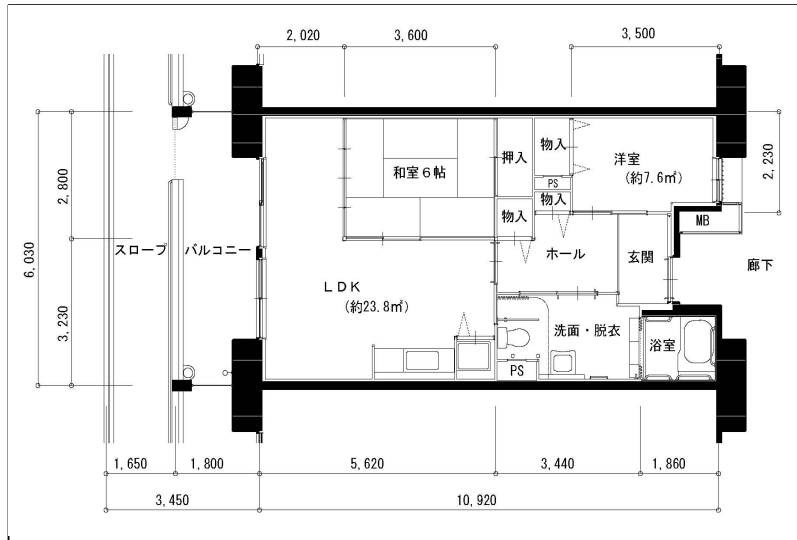 2,020
3,600
3,500
6,030
2,800
3,230
2,230
和室6帖
押入
物入
PS
物入
物入
洋室
(約7.6㎡)
MB
スロープ
バルコニー
LDK
(約23.8㎡)
ホール
玄関
廊下
洗面・脱衣
浴室
PS
1,650
1,800
5,620
3,440
1,860
3,450
10,920